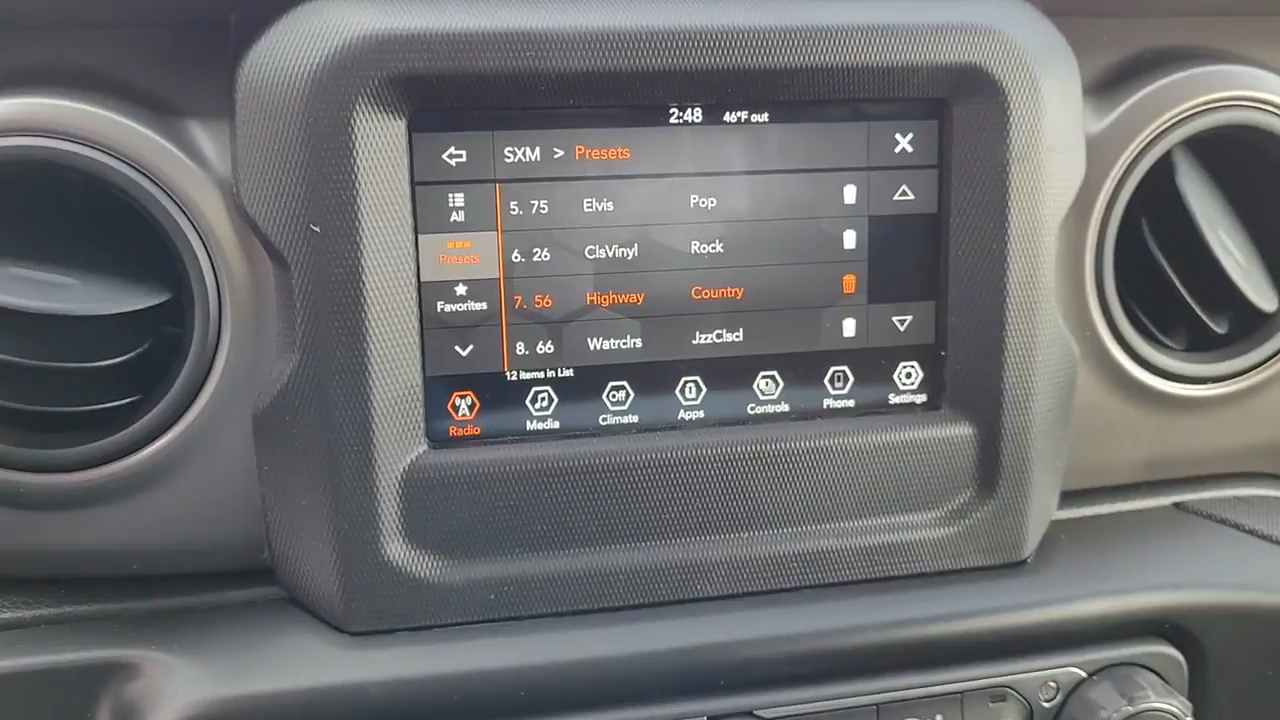 2:48 46°F out
SXM > Presets
All
5. 75 Elvis Pop
Presets
6. 26 ClsVinyl Rock
Favorites
7. 56 Highway Country
8. 66 Watrclrs JzzClscl
12 items in List
Radio Media Off Climate Apps Controls Phone Settings